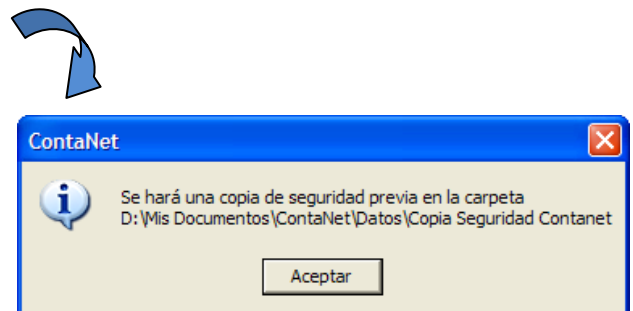 ContaNet
Se hará una copia de seguridad previa en la carpeta
D:\Mis Documentos\ContaNet\Datos\Copia Seguridad Contanet
Aceptar